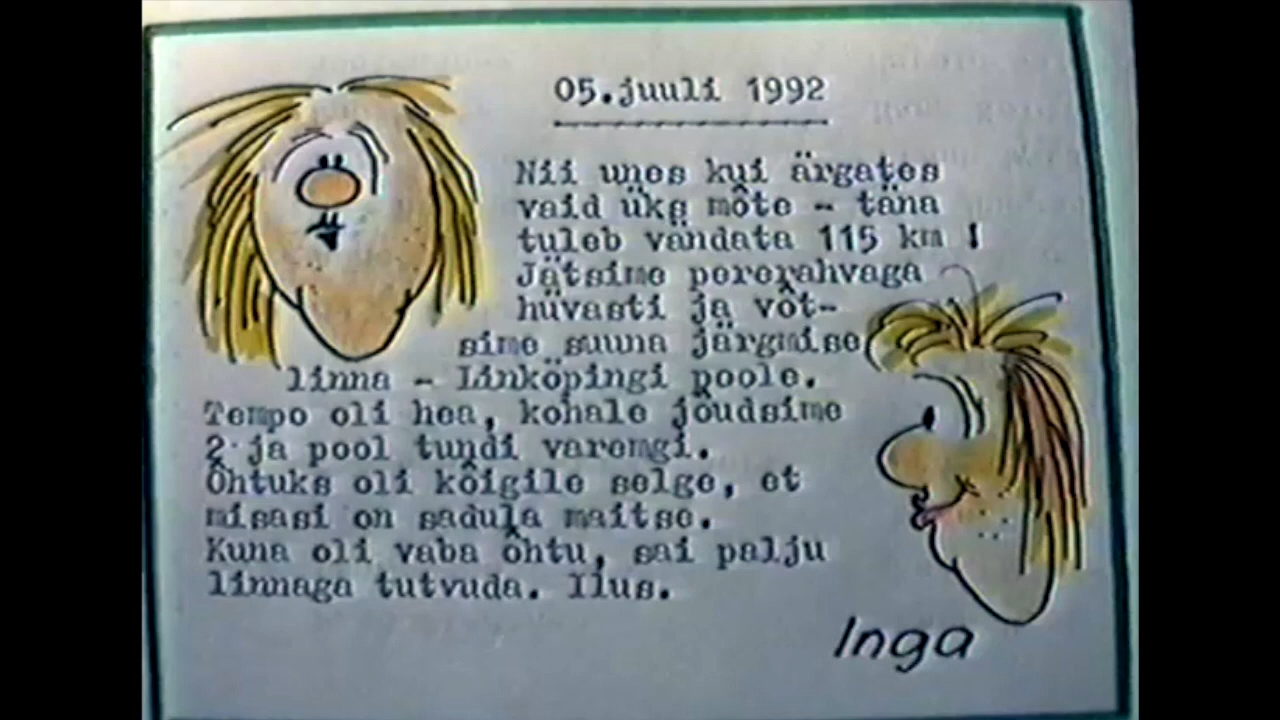 05.juuli 1992
Nii unes kui ärgates
vaid üks mõte - täna
tuleb vändata 115 km !
Jätsime pererahvaga
hüvasti ja võt-
sime suuna järgmise
linna - Linköpingi poole.
Tempo oli hea, kohale jõudsime
2 ja pool tundi varemgi.
Õhtuks oli kõigile selge, et
misasi on sadula maitse.
Kuna oli vaba õhtu, sai palju
linnaga tutvuda. Ilus.
Inga